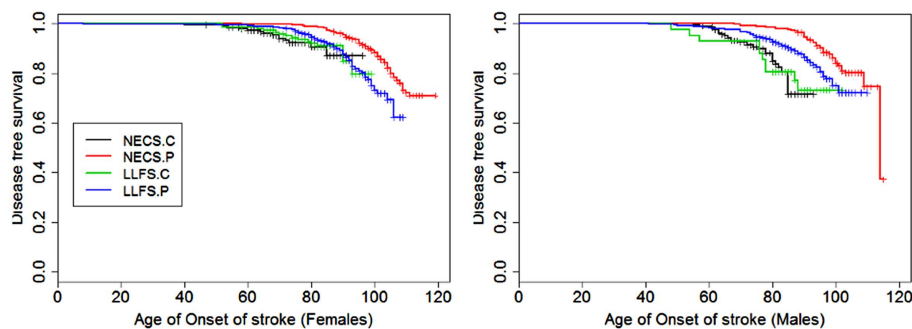 Disease free survival
1.0
0.8
0.6
0.4
0.2
0.0
NECS.C
NECS.P
LLFS.C
LLFS.P
0 20 40 60 80 100 120
Age of Onset of stroke (Females)
Disease free survival
1.0
0.8
0.6
0.4
0.2
0.0
0 20 40 60 80 100 120
Age of Onset of stroke (Males)